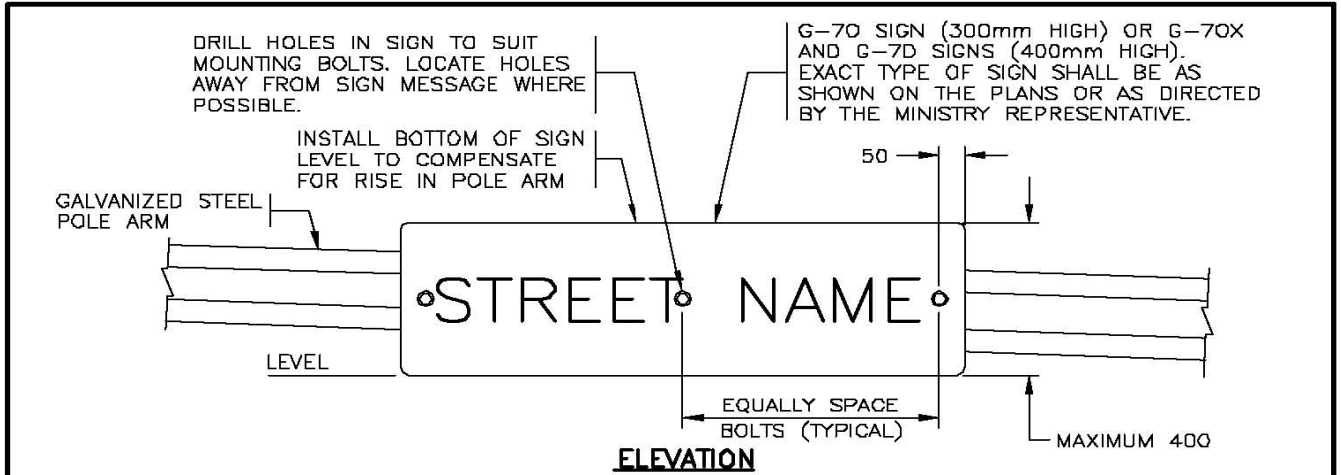 DRILL HOLES IN SIGN TO SUIT
MOUNTING BOLTS. LOCATE HOLES
AWAY FROM SIGN MESSAGE WHERE
POSSIBLE.
G-70 SIGN (300mm HIGH) OR G-70X
AND G-7D SIGNS (400mm HIGH).
EXACT TYPE OF SIGN SHALL BE AS
SHOWN ON THE PLANS OR AS DIRECTED
BY THE MINISTRY REPRESENTATIVE.
INSTALL BOTTOM OF SIGN
LEVEL TO COMPENSATE
FOR RISE IN POLE ARM
50
GALVANIZED STEEL
POLE ARM
STREET NAME
LEVEL
EQUALLY SPACE
BOLTS (TYPICAL)
MAXIMUM 400
ELEVATION